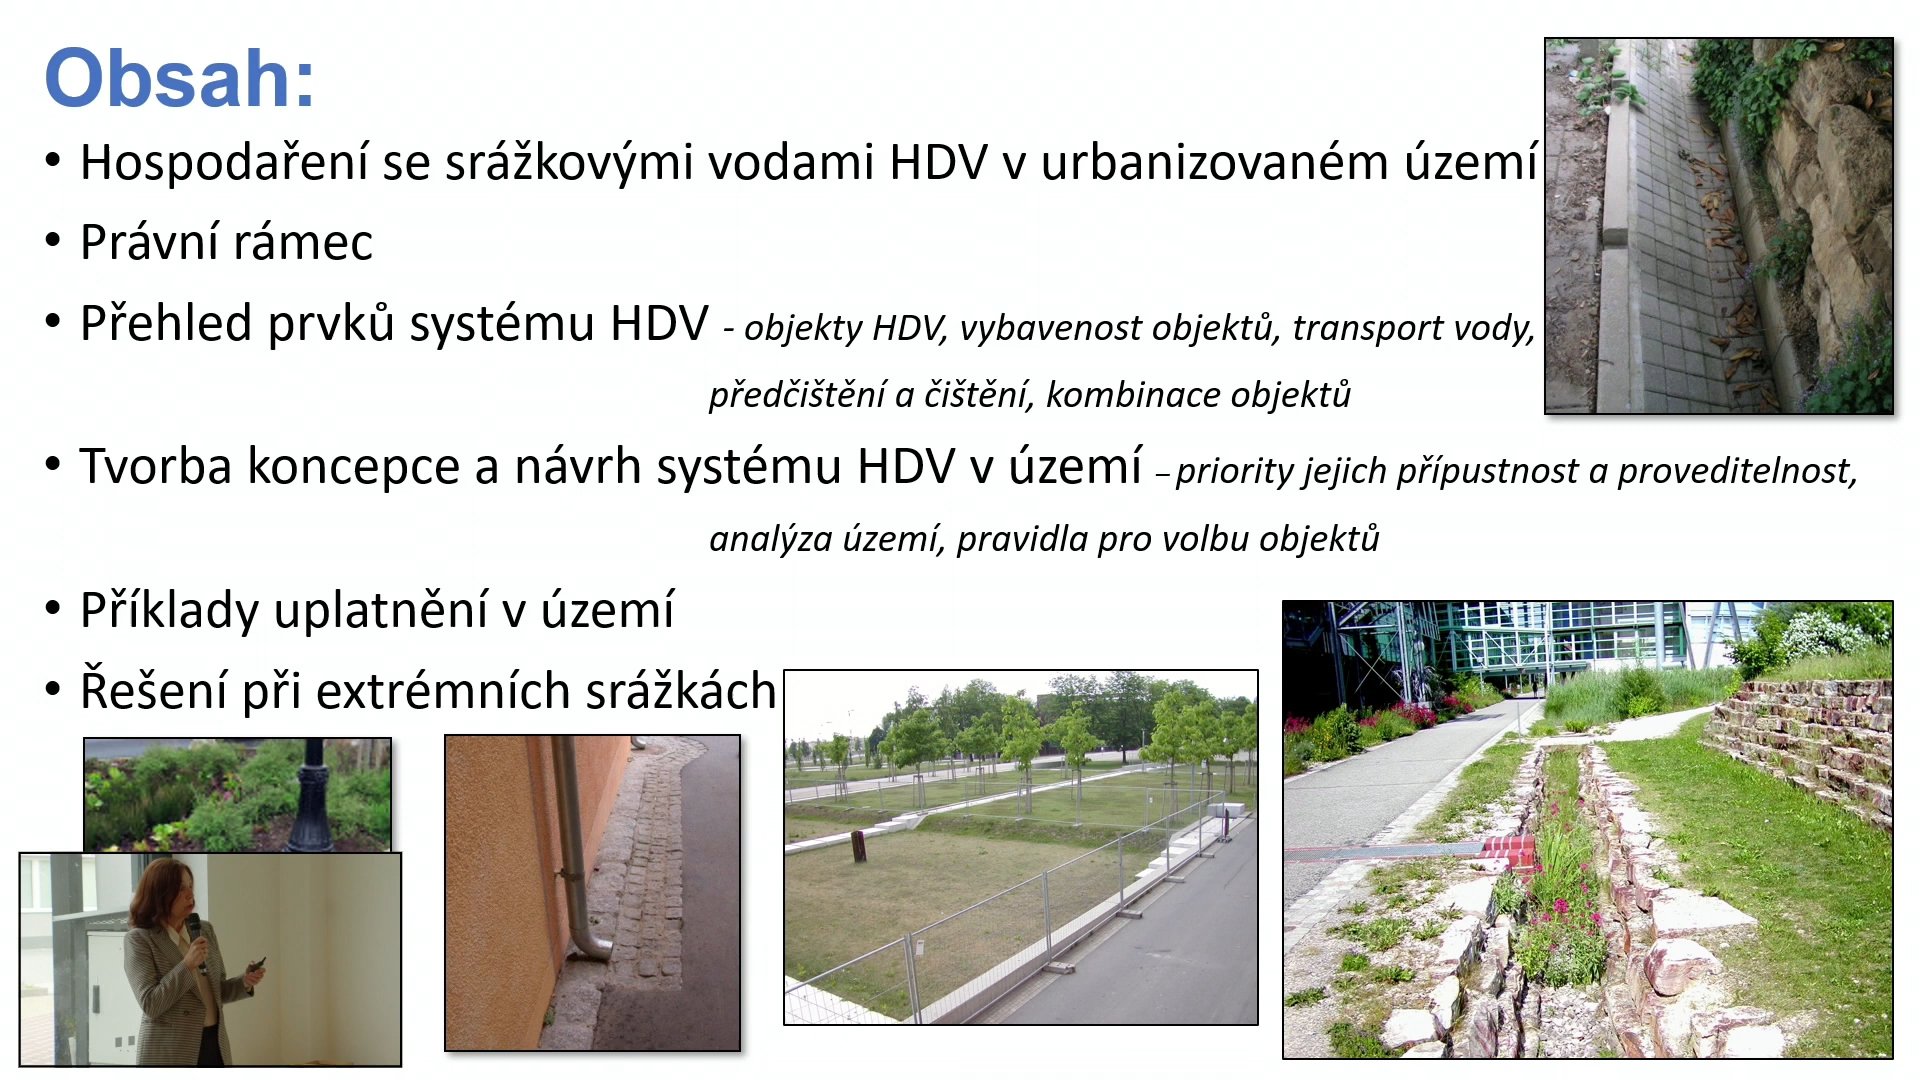 Obsah:
• Hospodaření se srážkovými vodami HDV v urbanizovaném území
• Právní rámec
• Přehled prvků systému HDV - objekty HDV, vybavenost objektů, transport vody,
předčištění a čištění, kombinace objektů
• Tvorba koncepce a návrh systému HDV v území – priority jejich přípustnost a proveditelnost,
analýza území, pravidla pro volbu objektů
• Příklady uplatnění v území
• Řešení při extrémních srážkách